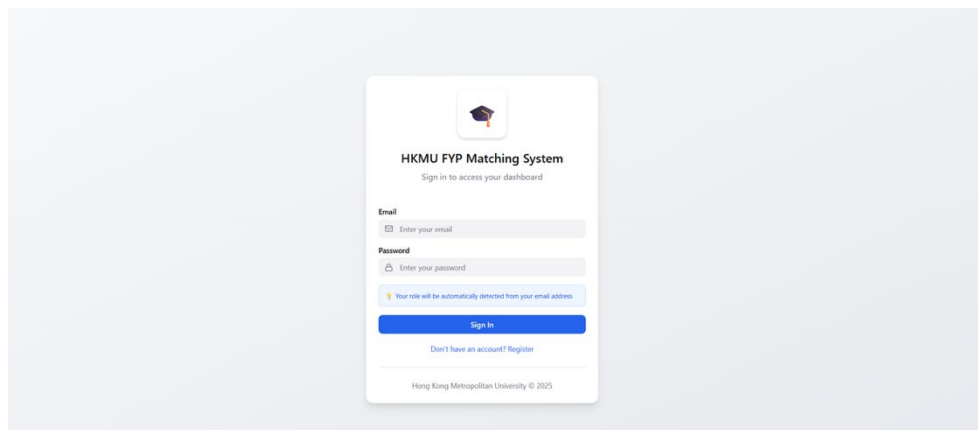 HKMU FYP Matching System
Sign in to access your dashboard
Email
Enter your email
Password
Enter your password
Your role will be automatically detected from your email address
Sign In
Don't have an account? Register
Hong Kong Metropolitan University © 2025